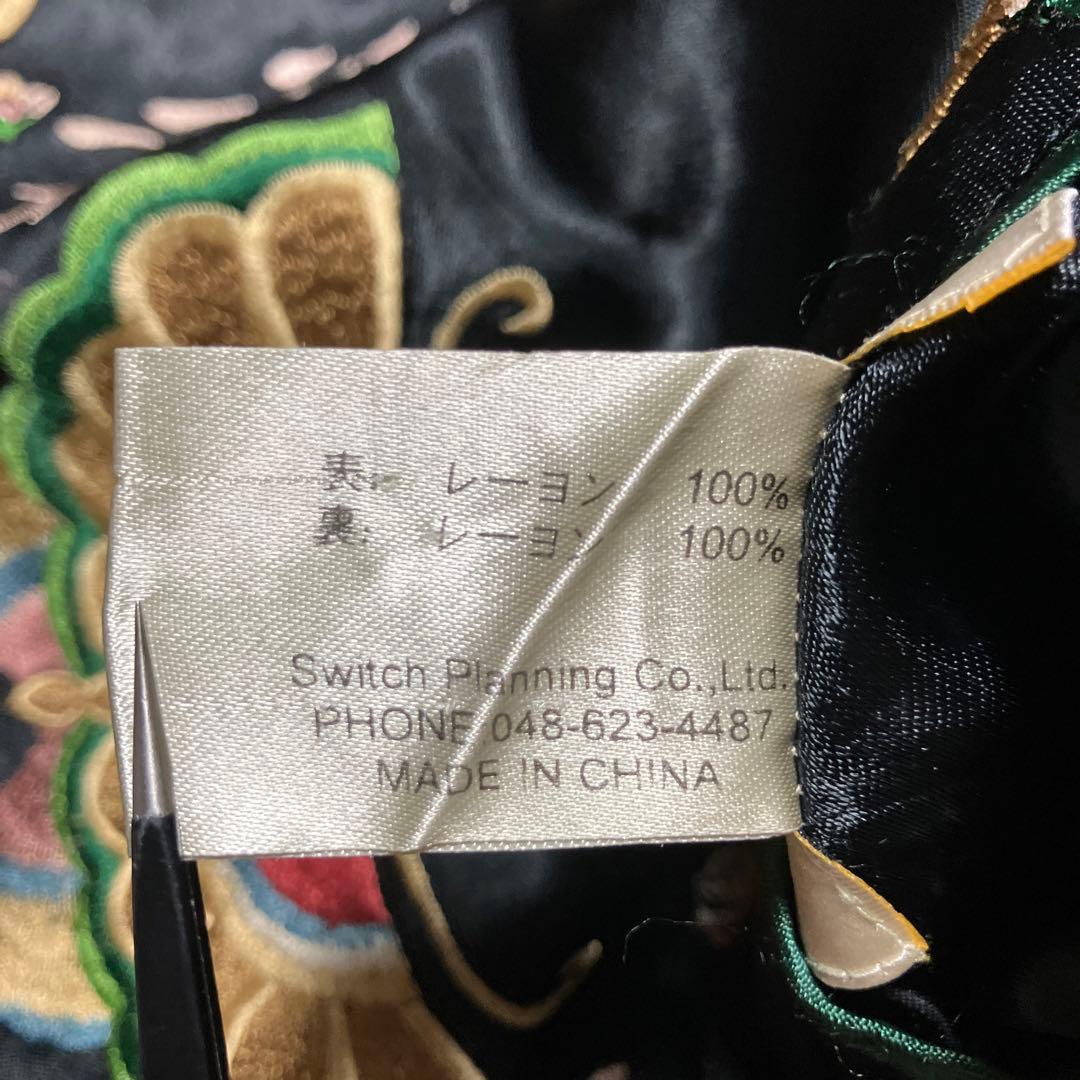 表: レーヨン 100%
裏: レーヨン 100%
Switch Planning Co.,Ltd.
PHONE 048-623-4487
MADE IN CHINA